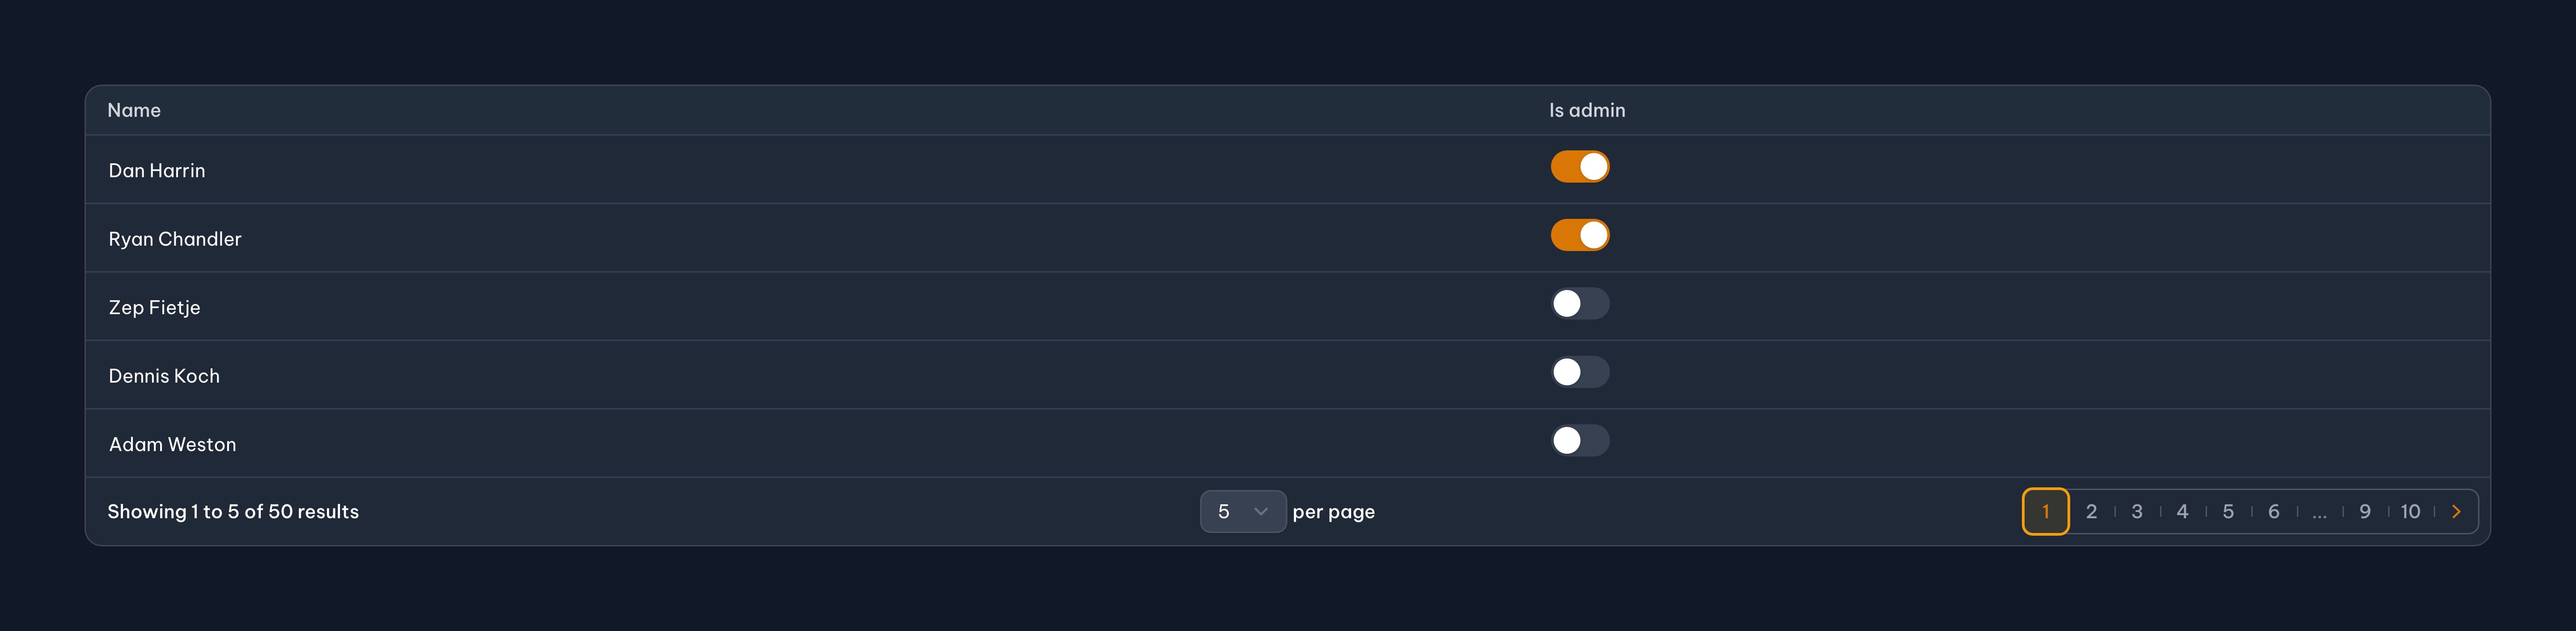 Name Is admin
Dan Harrin
Ryan Chandler
Zep Fietje
Dennis Koch
Adam Weston
Showing 1 to 5 of 50 results 5 per page 1 2 3 4 5 6 ... 9 10